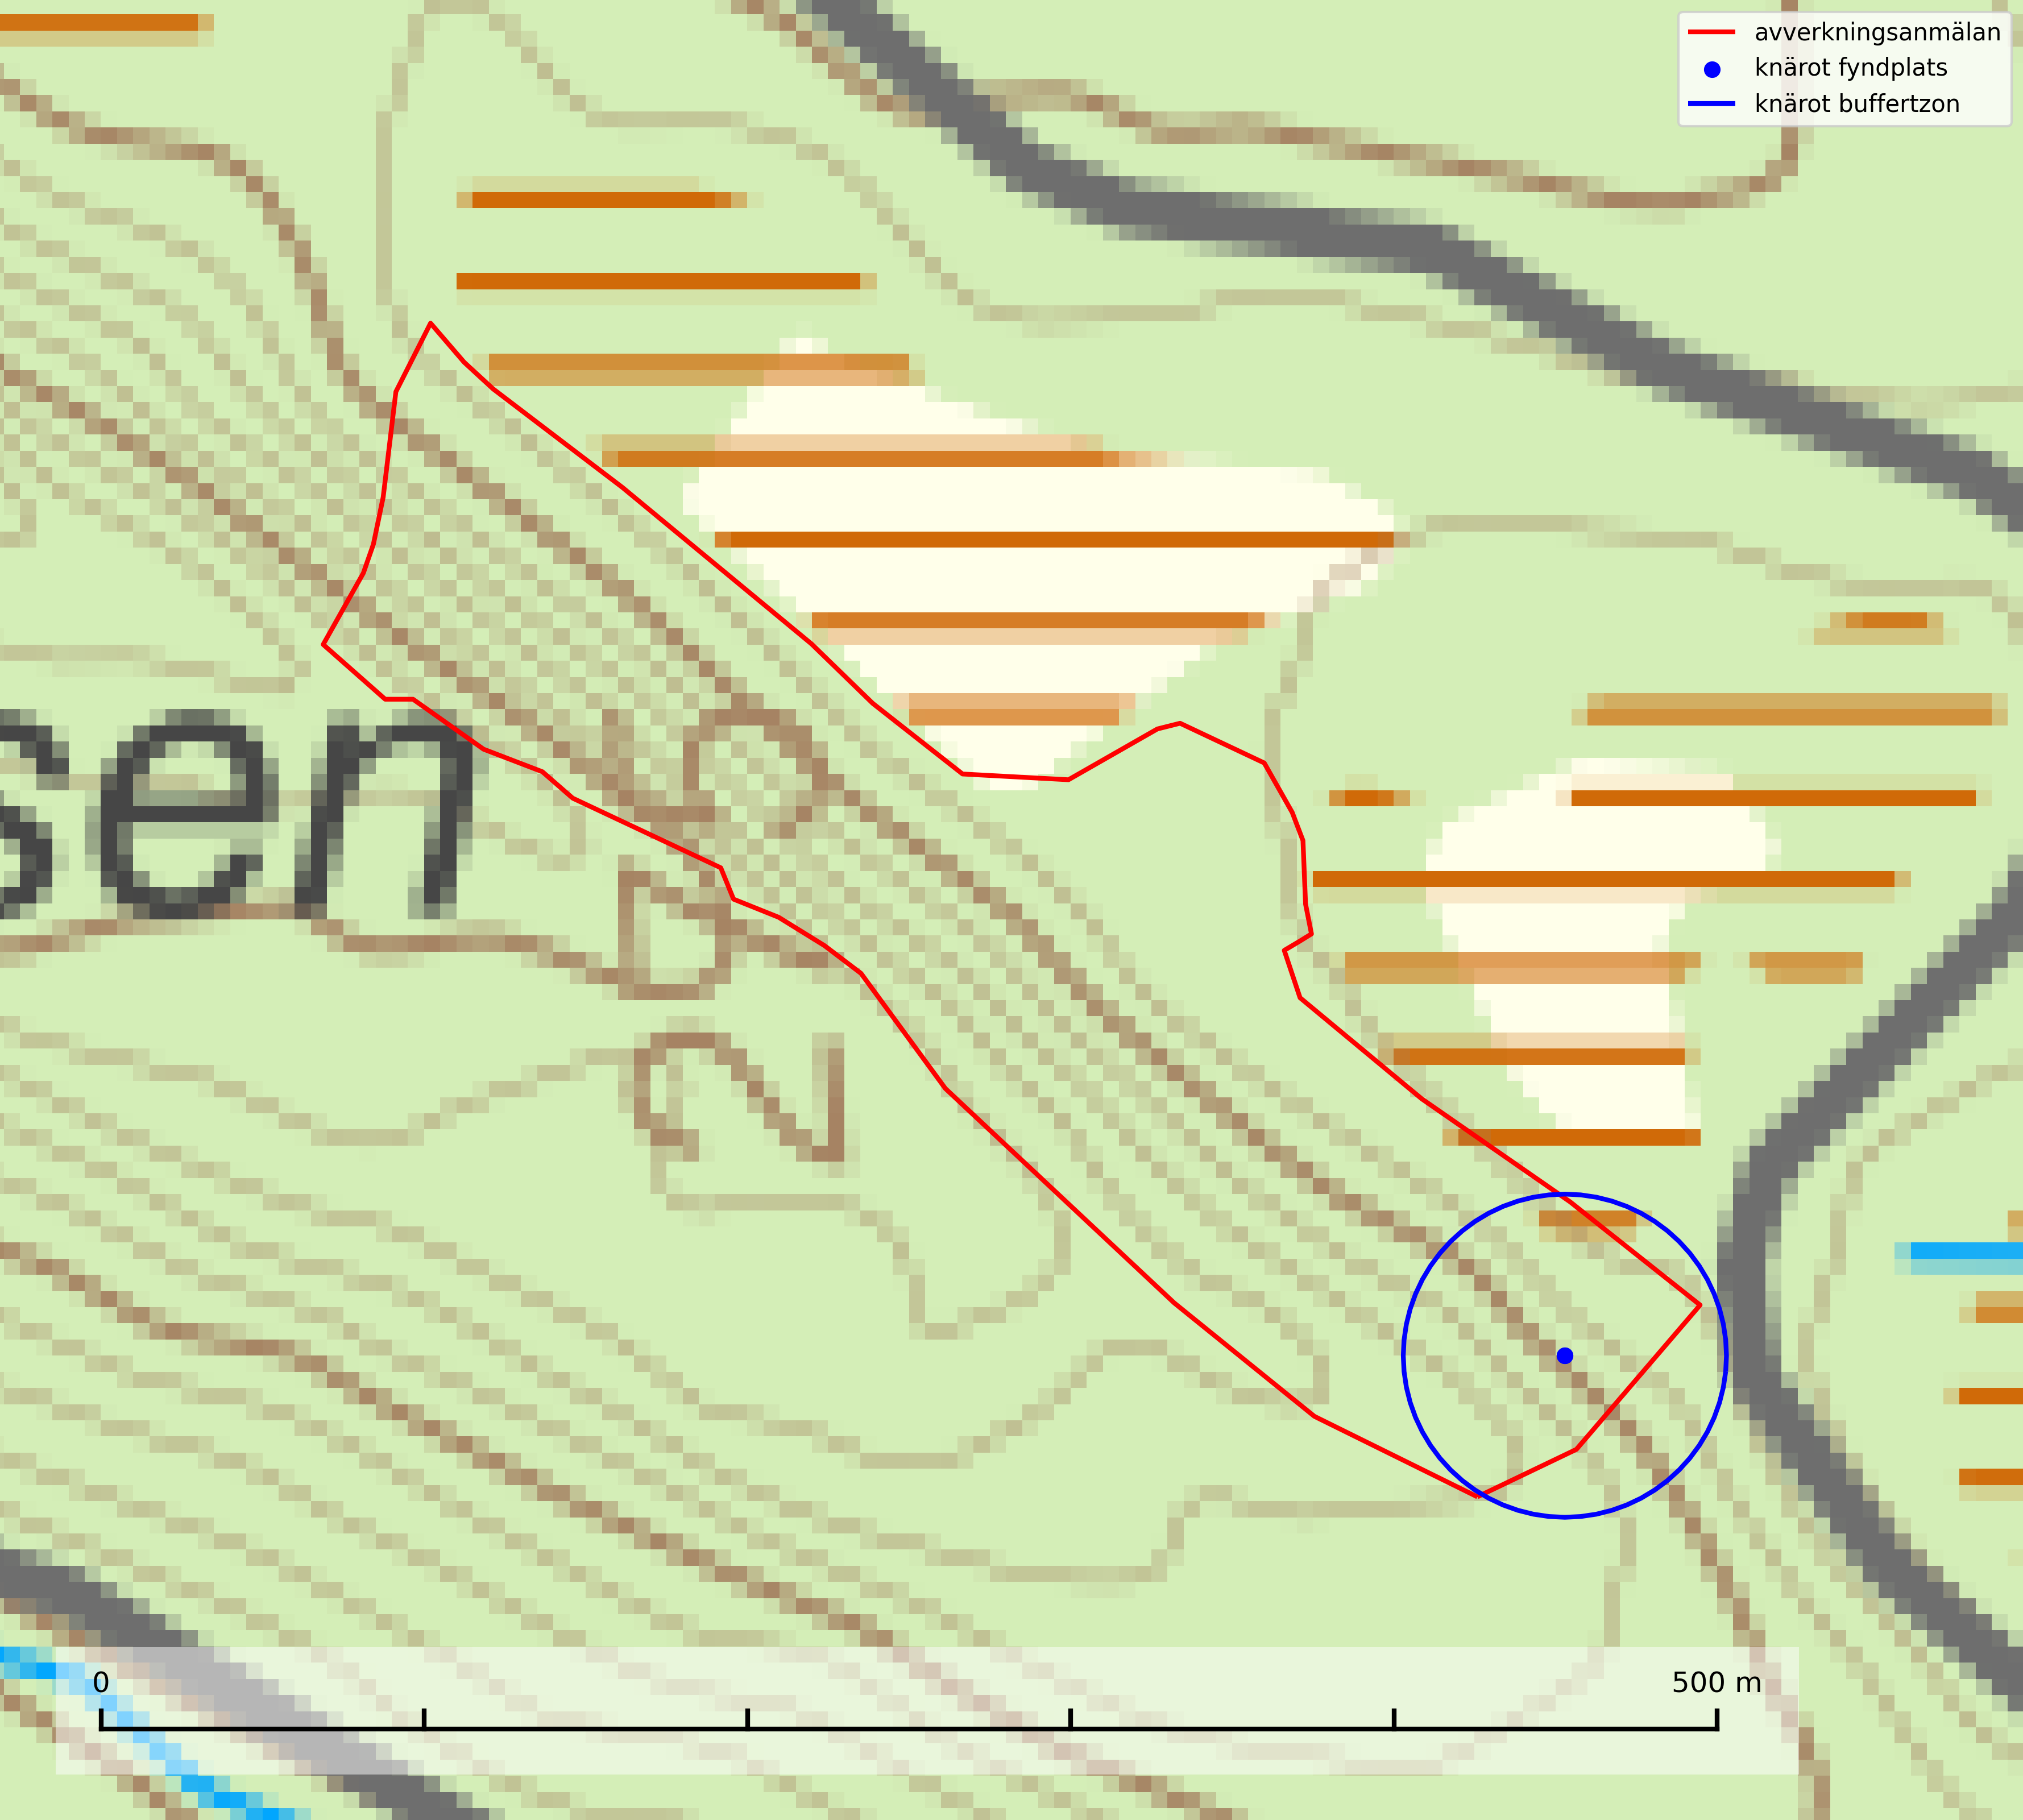 avverkningsanmälan
knärot fyndplats
knärot buffertzon
sen
0
500 m